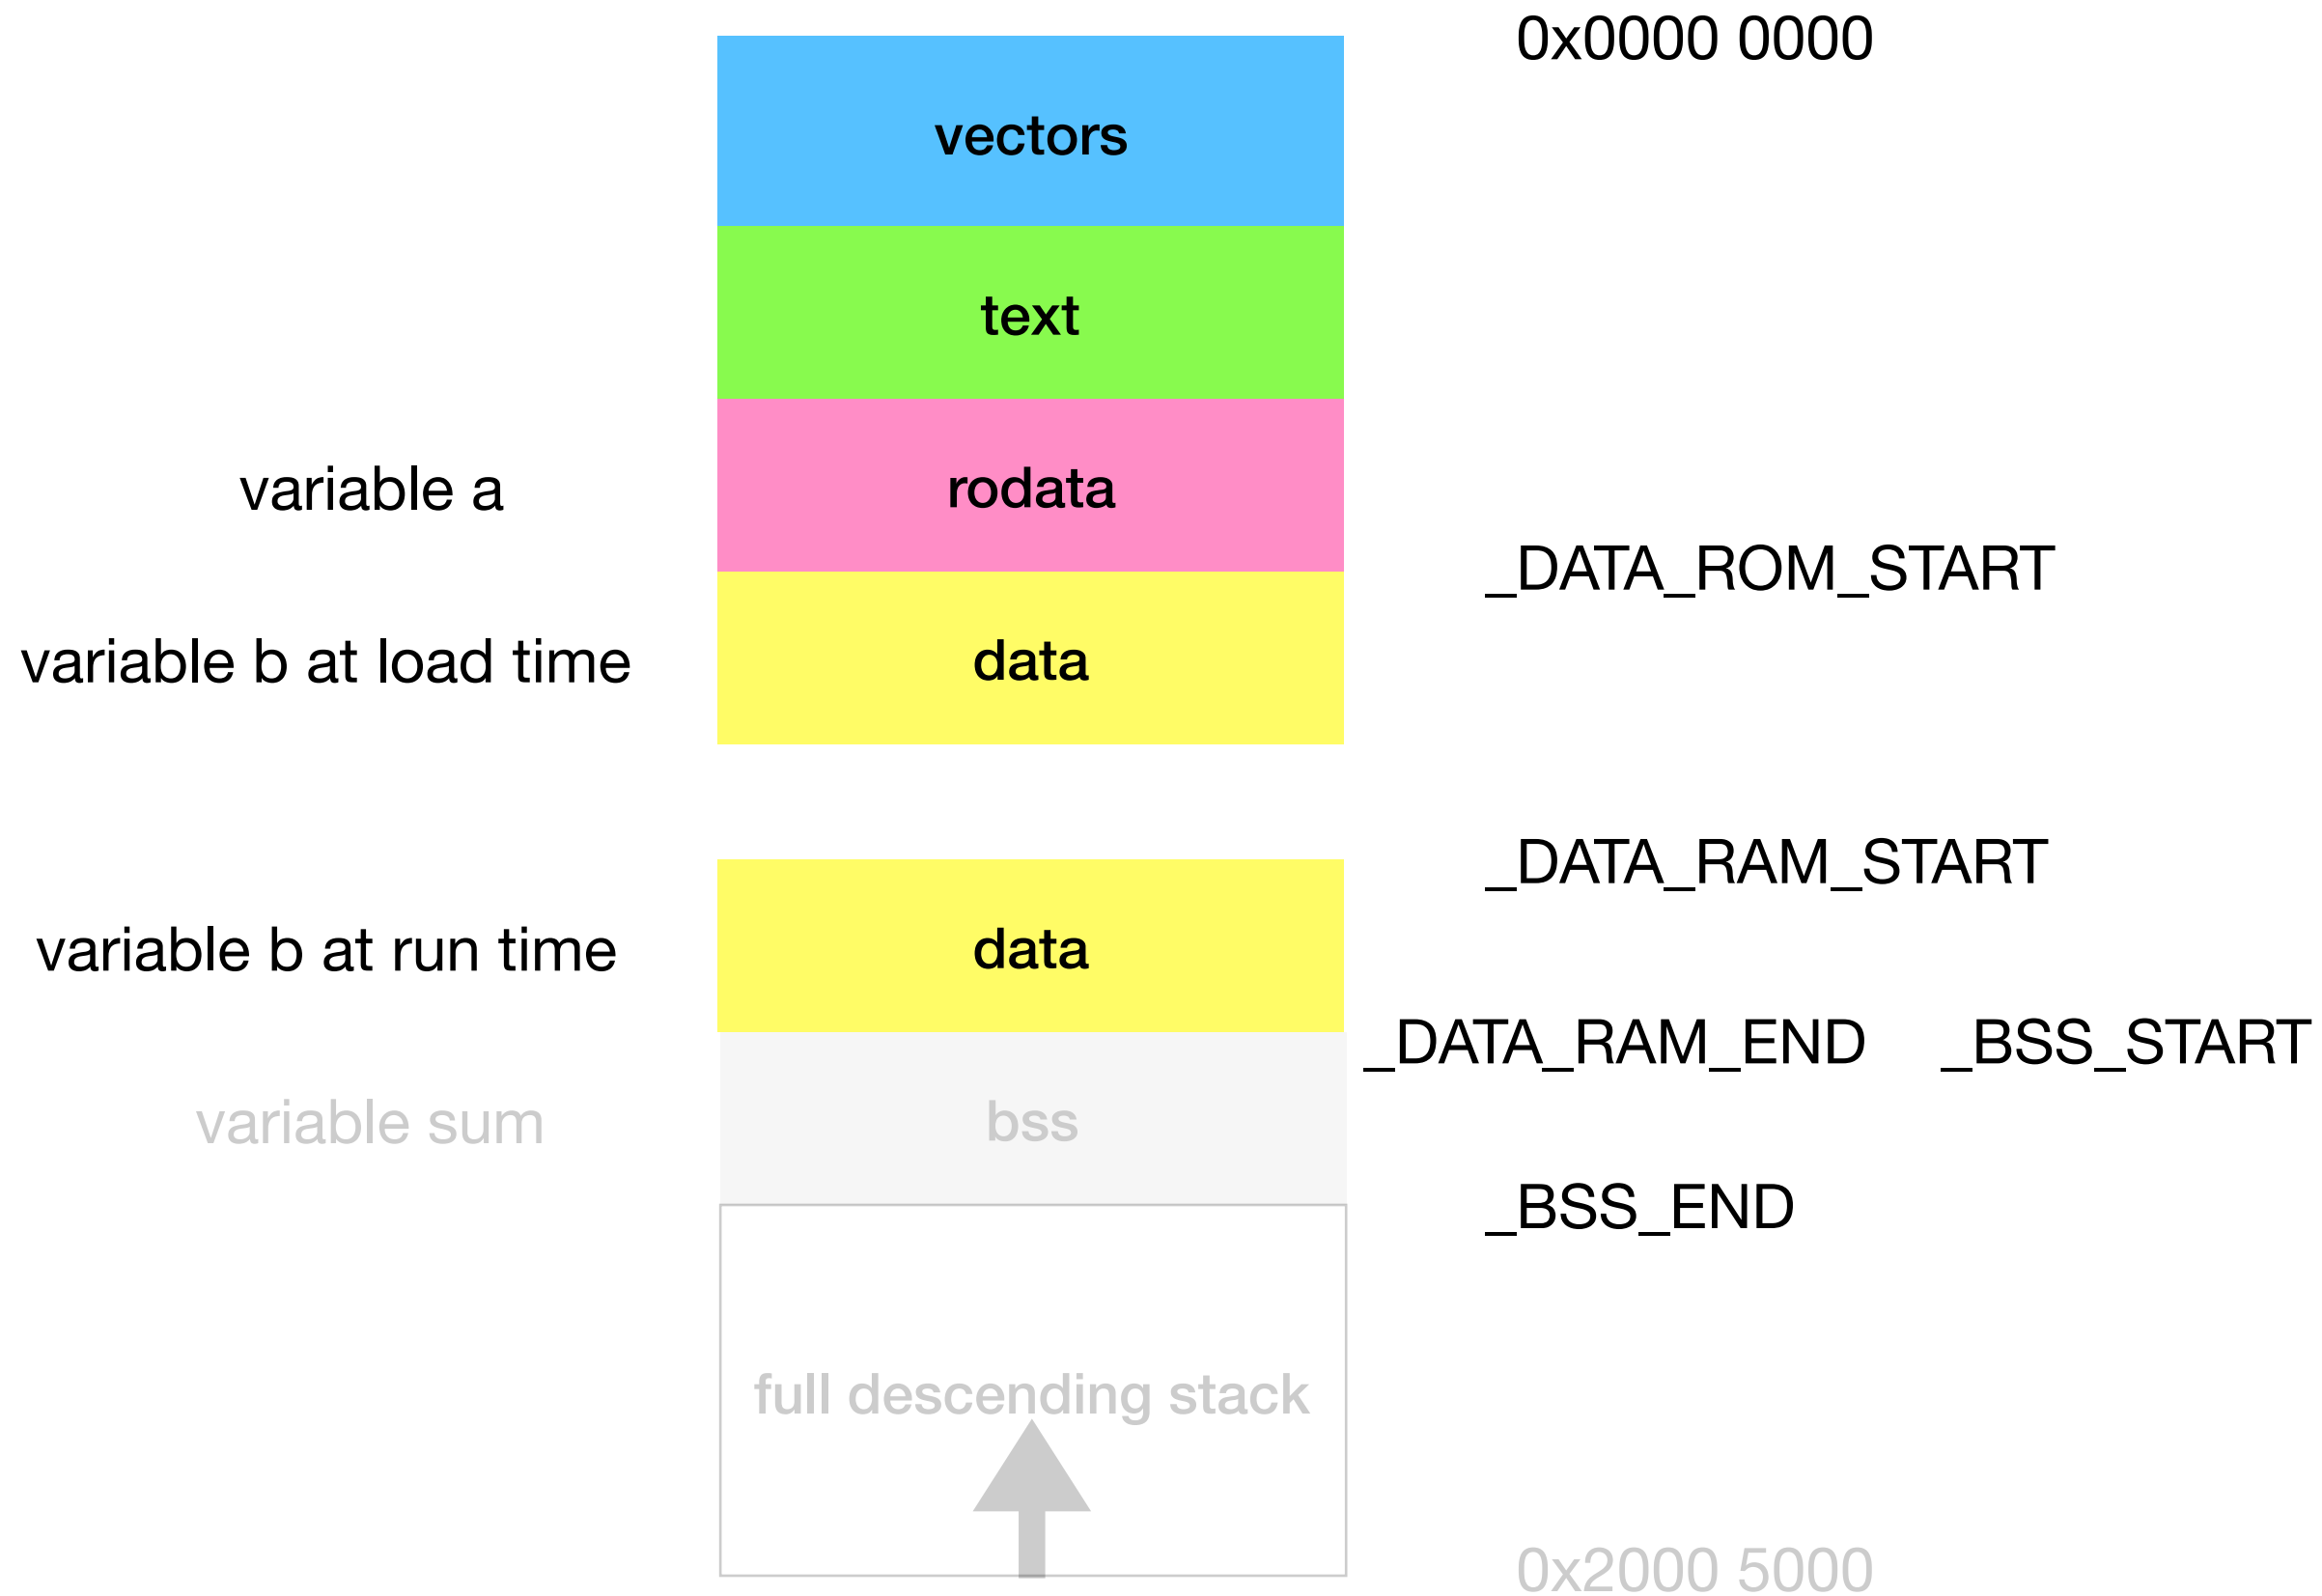 0x0000 0000
vectors
text
variable a
rodata
_DATA_ROM_START
variable b at load time
data
_DATA_RAM_START
variable b at run time
data
_DATA_RAM_END _BSS_START
variable sum
bss
_BSS_END
full descending stack
0x2000 5000